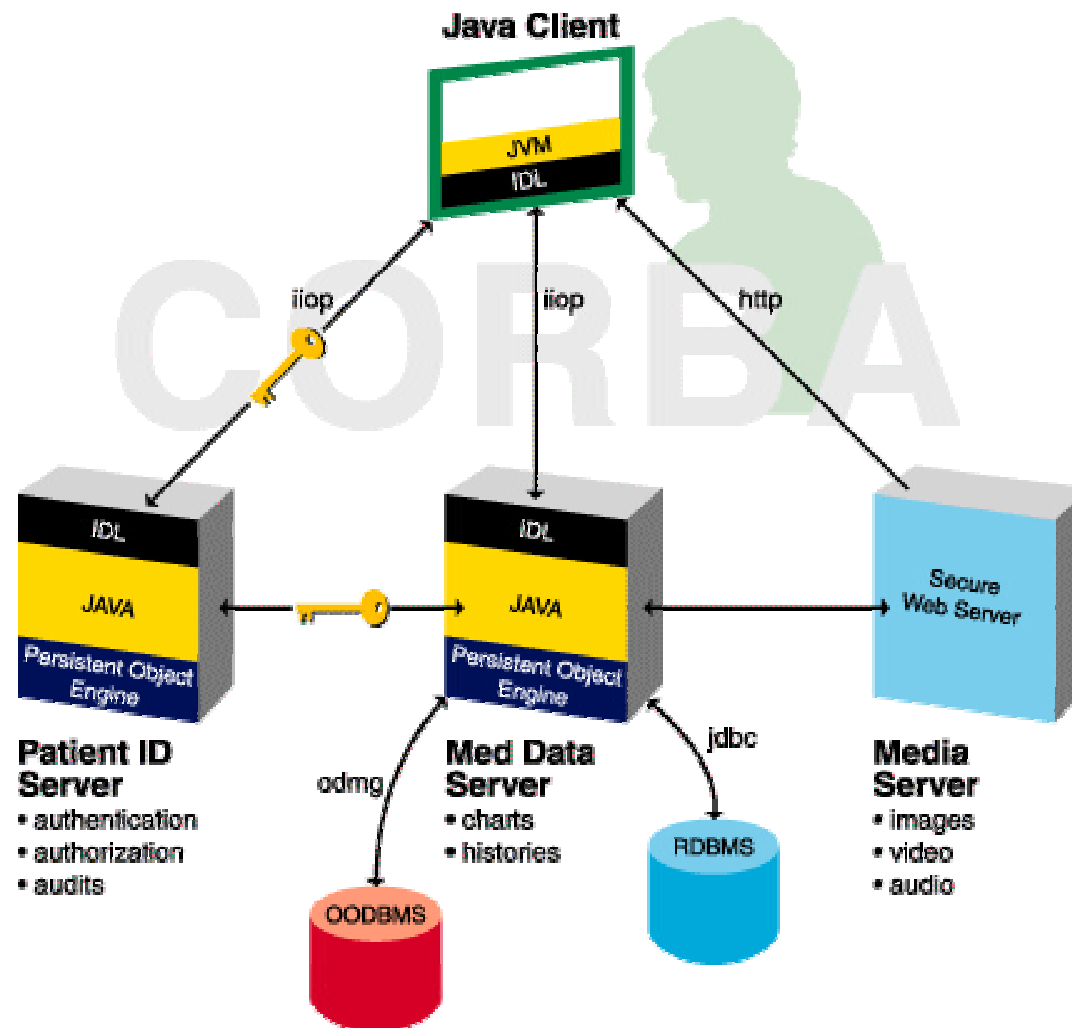 Java Client
JVM
IDL
iiop
iiop
http
CORBA
IDL
JAVA
Persistent Object
Engine
IDL
JAVA
Persistent Object
Engine
Secure
Web Server
Patient ID
Server
• authentication
• authorization
• audits
Med Data
Server
• charts
• histories
Media
Server
• images
• video
• audio
odmg
jdbc
OODBMS
RDBMS